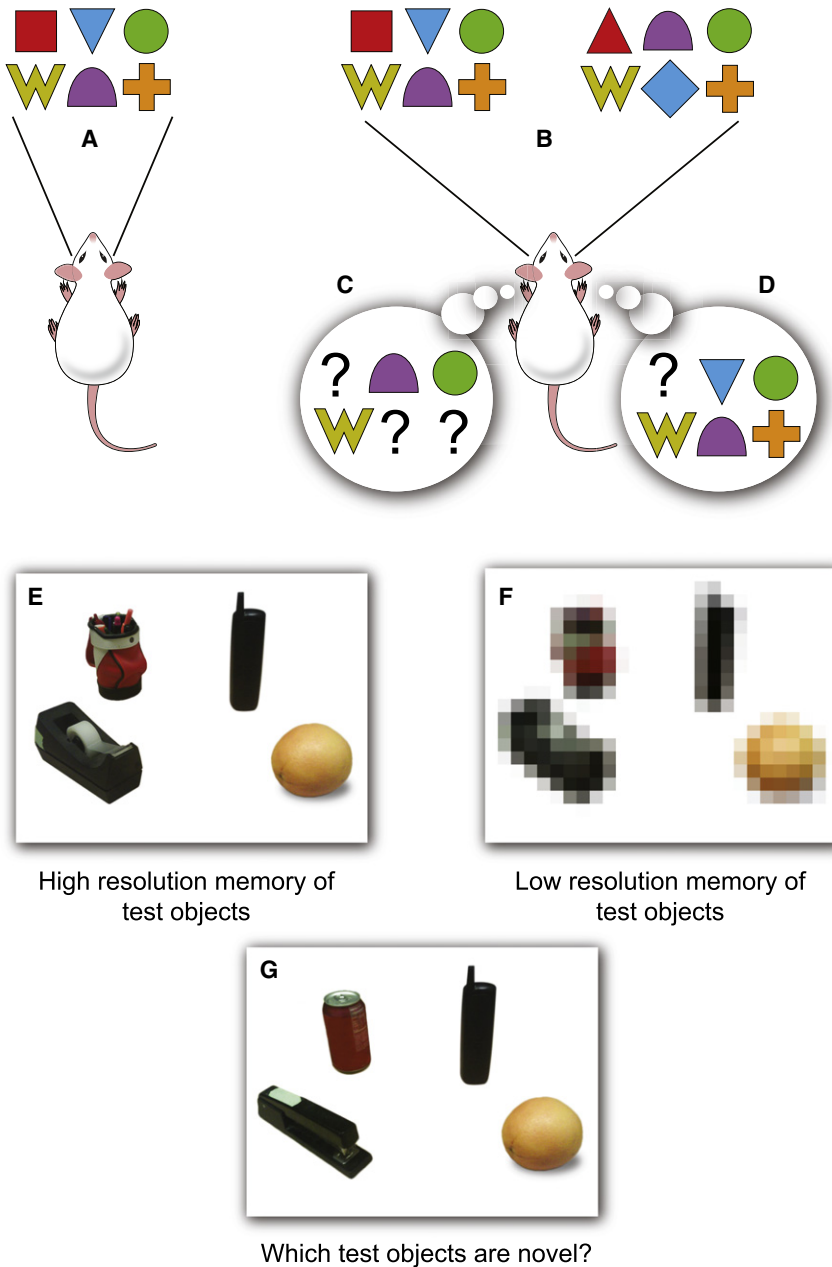 W
A
B
W
W
C
D
?
W ? ?
?
W
E
F
High resolution memory of
test objects
Low resolution memory of
test objects
G
Which test objects are novel?